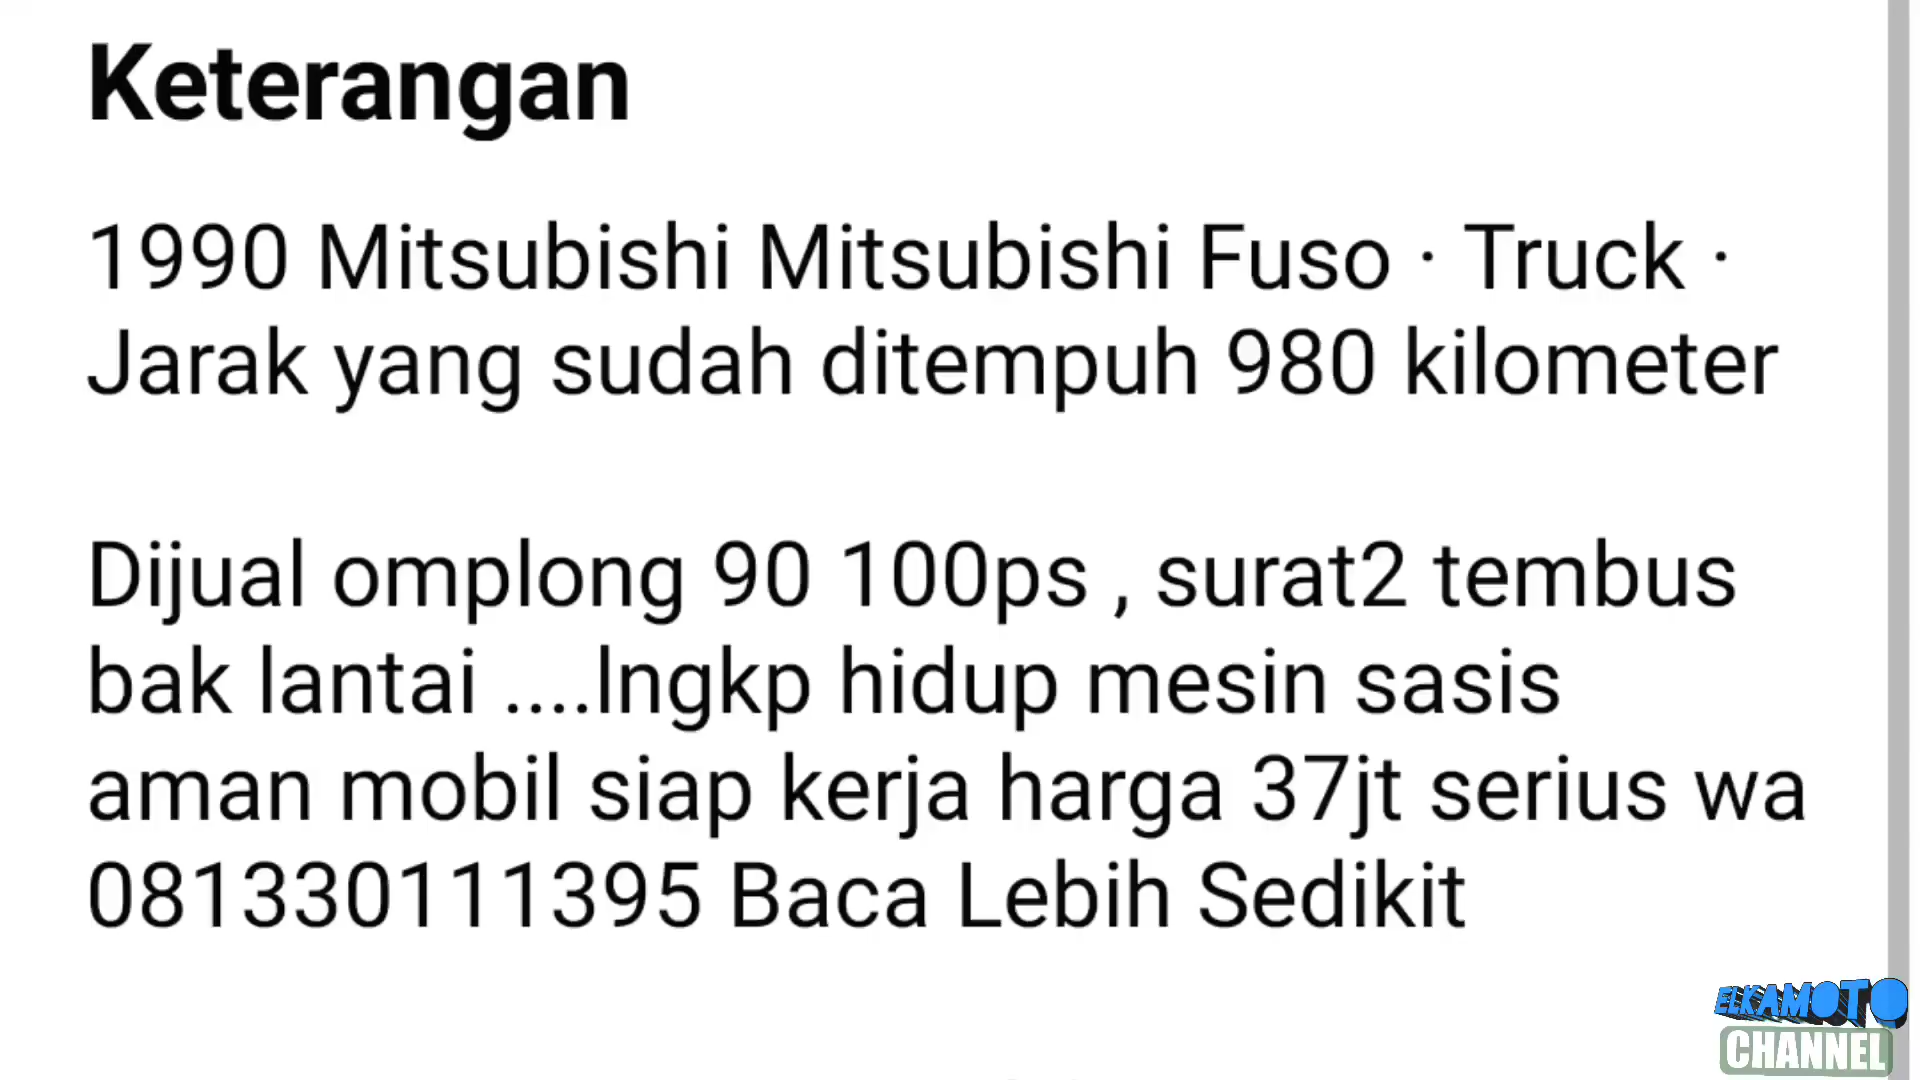 Keterangan
1990 Mitsubishi Mitsubishi Fuso · Truck ·
Jarak yang sudah ditempuh 980 kilometer
Dijual omplong 90 100ps , surat2 tembus
bak lantai ....lngkp hidup mesin sasis
aman mobil siap kerja harga 37jt serius wa
081330111395 Baca Lebih Sedikit
ELKAMOTO
CHANNEL